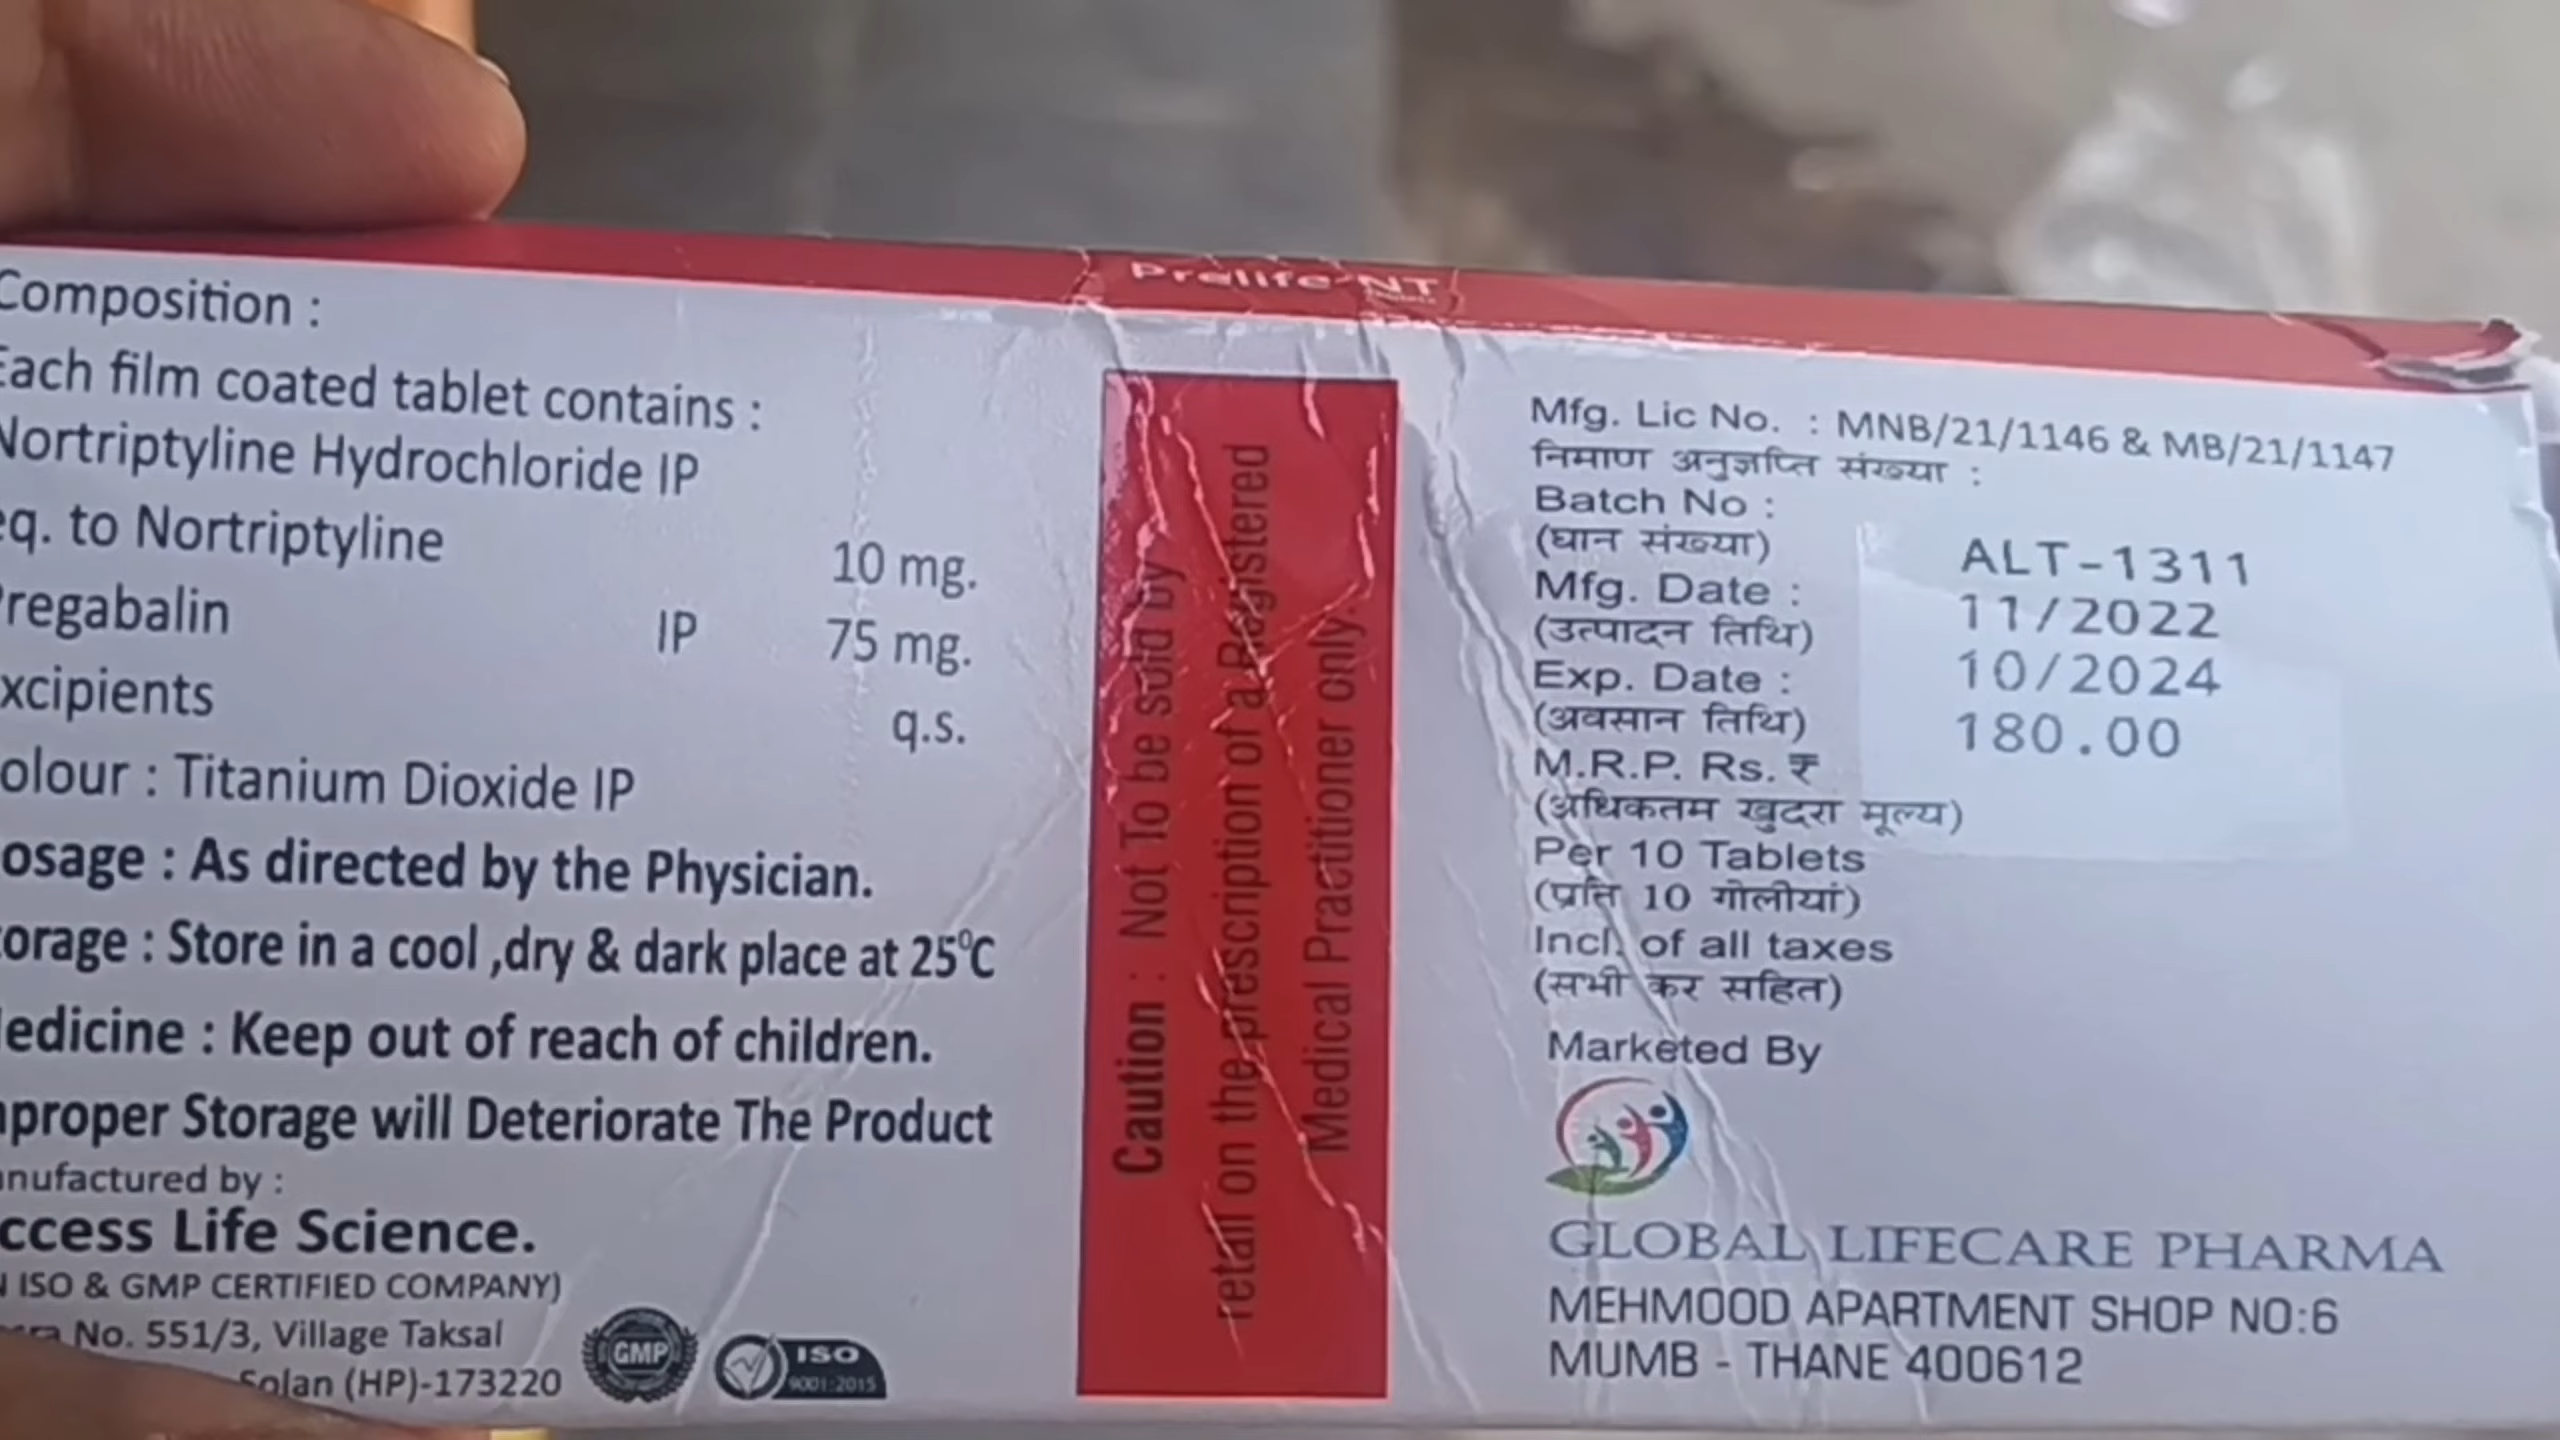 Prelife-NT
Composition :
Each film coated tablet contains :
Nortriptyline Hydrochloride IP
eq. to Nortriptyline 10 mg.
Pregabalin IP 75 mg.
xcipients q.s.
olour : Titanium Dioxide IP
osage : As directed by the Physician.
orage : Store in a cool ,dry & dark place at 25°C
edicine : Keep out of reach of children.
proper Storage will Deteriorate The Product
nufactured by :
ccess Life Science.
ISO & GMP CERTIFIED COMPANY)
No. 551/3, Village Taksal
Solan (HP)-173220
GMP
ISO
9001:2015
Caution : Not To be sold by
retail on the prescription of a Registered
Medical Practitioner only.
Mfg. Lic No. : MNB/21/1146 & MB/21/1147
निमाण अनुज्ञप्ति संख्या :
Batch No : ALT-1311
(घान संख्या)
Mfg. Date : 11/2022
(उत्पादन तिथि)
Exp. Date : 10/2024
(अवसान तिथि)
M.R.P. Rs. ₹ 180.00
(अधिकतम खुदरा मूल्य)
Per 10 Tablets
(प्रति 10 गोलीयां)
Incl. of all taxes
(सभी कर सहित)
Marketed By
GLOBAL LIFECARE PHARMA
MEHMOOD APARTMENT SHOP NO:6
MUMB - THANE 400612